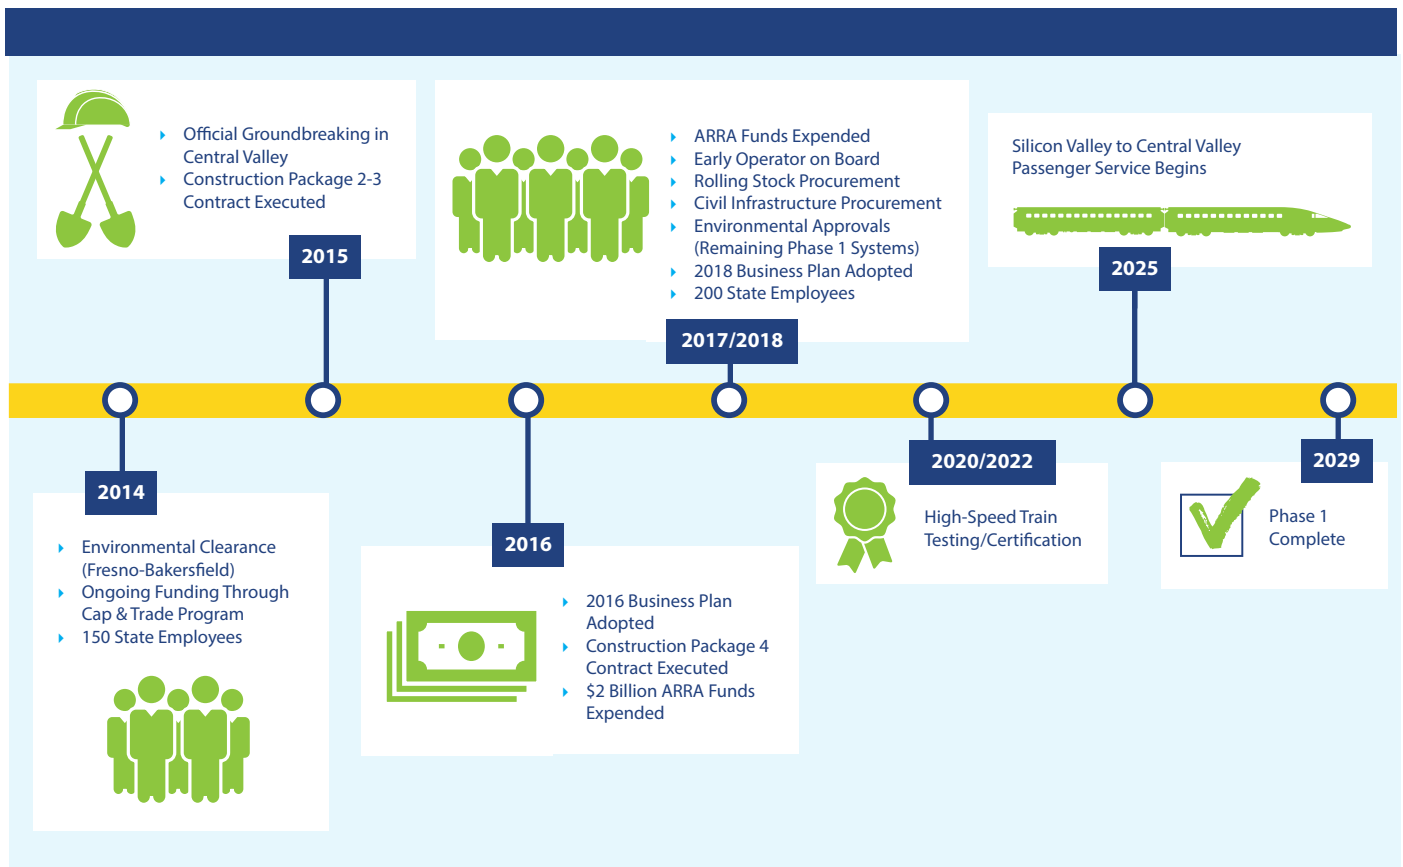 Official Groundbreaking in
Central Valley
Construction Package 2-3
Contract Executed
2015
ARRA Funds Expended
Early Operator on Board
Rolling Stock Procurement
Civil Infrastructure Procurement
Environmental Approvals
(Remaining Phase 1 Systems)
2018 Business Plan Adopted
200 State Employees
2017/2018
Silicon Valley to Central Valley
Passenger Service Begins
2025
2014
Environmental Clearance
(Fresno-Bakersfield)
Ongoing Funding Through
Cap & Trade Program
150 State Employees
2016
2016 Business Plan
Adopted
Construction Package 4
Contract Executed
$2 Billion ARRA Funds
Expended
2020/2022
High-Speed Train
Testing/Certification
2029
Phase 1
Complete